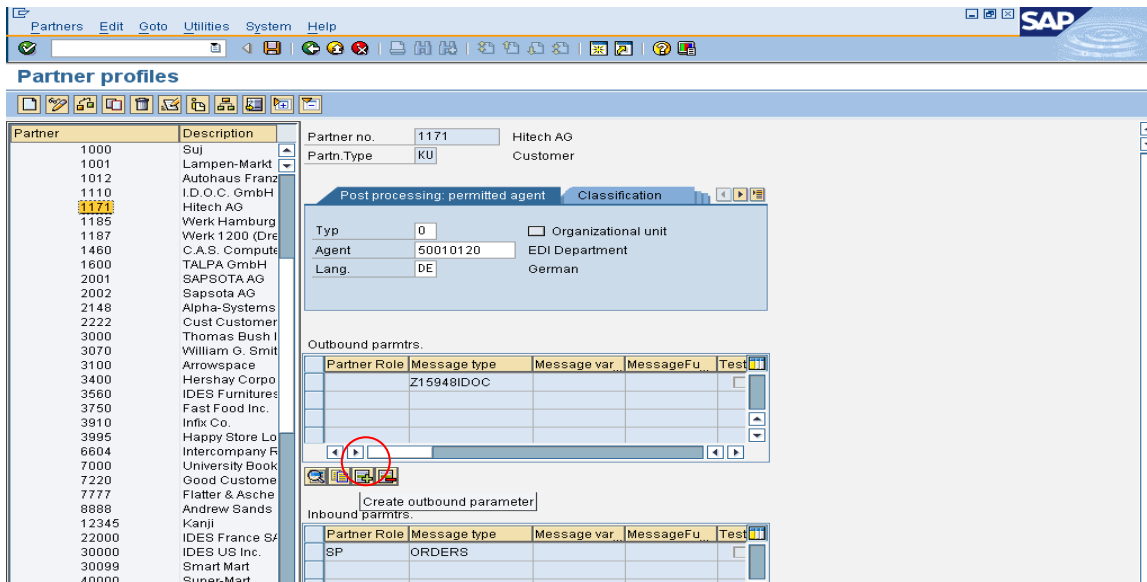 Partners Edit Goto Utilities System Help
SAP
Partner profiles
Partner Description
1000 Suj
1001 Lampen-Markt
1012 Autohaus Franz
1110 I.D.O.C. GmbH
1171 Hitech AG
1185 Werk Hamburg
1187 Werk 1200 (Dre
1460 C.A.S. Compute
1600 TALPA GmbH
2001 SAPSOTA AG
2002 Sapsota AG
2148 Alpha-Systems
2222 Cust Customer
3000 Thomas Bush I
3070 William G. Smit
3100 Arrowspace
3400 Hershay Corpo
3560 IDES Furnitures
3750 Fast Food Inc.
3910 Infix Co.
3995 Happy Store Lo
6604 Intercompany R
7000 University Book
7220 Good Custome
7777 Flatter & Asche
8888 Andrew Sands
12345 Kanji
22000 IDES France SA
30000 IDES US Inc.
30099 Smart Mart
40000 Super-Mart
Partner no. 1171 Hitech AG
Partn.Type KU Customer
Post processing: permitted agent Classification
Typ O Organizational unit
Agent 50010120 EDI Department
Lang. DE German
Outbound parmtrs.
Partner Role Message type Message var... MessageFu... Test
Z15948IDOC
Create outbound parameter
Inbound parmtrs.
Partner Role Message type Message var... MessageFu... Test
SP ORDERS